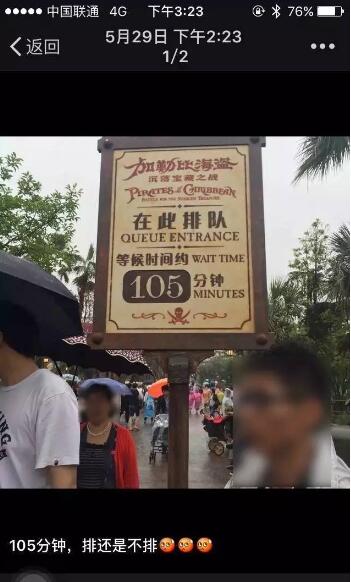 中国联通 4G 下午3:23 76%
返回
5月29日 下午2:23
1/2
加勒比海盗
沉落宝藏之战
PIRATES of the CARIBBEAN
BATTLE FOR THE SUNKEN TREASURE
在此排队
QUEUE ENTRANCE
等候时间约 WAIT TIME
105 分钟
MINUTES
105分钟，排还是不排